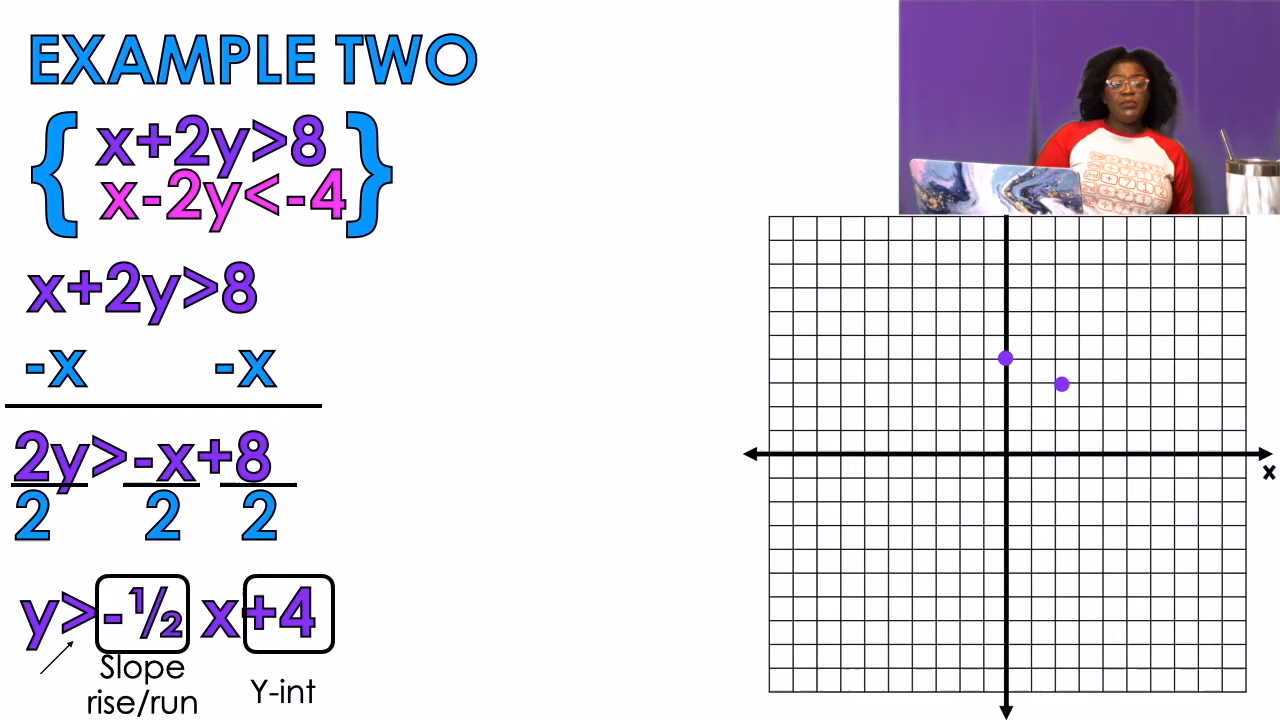 EXAMPLE TWO
{ x+2y>8 }
x-2y<-4
x+2y>8
-x -x
2y>-x+8
2 2 2
y>-½ x+4
Slope
rise/run
Y-int
x